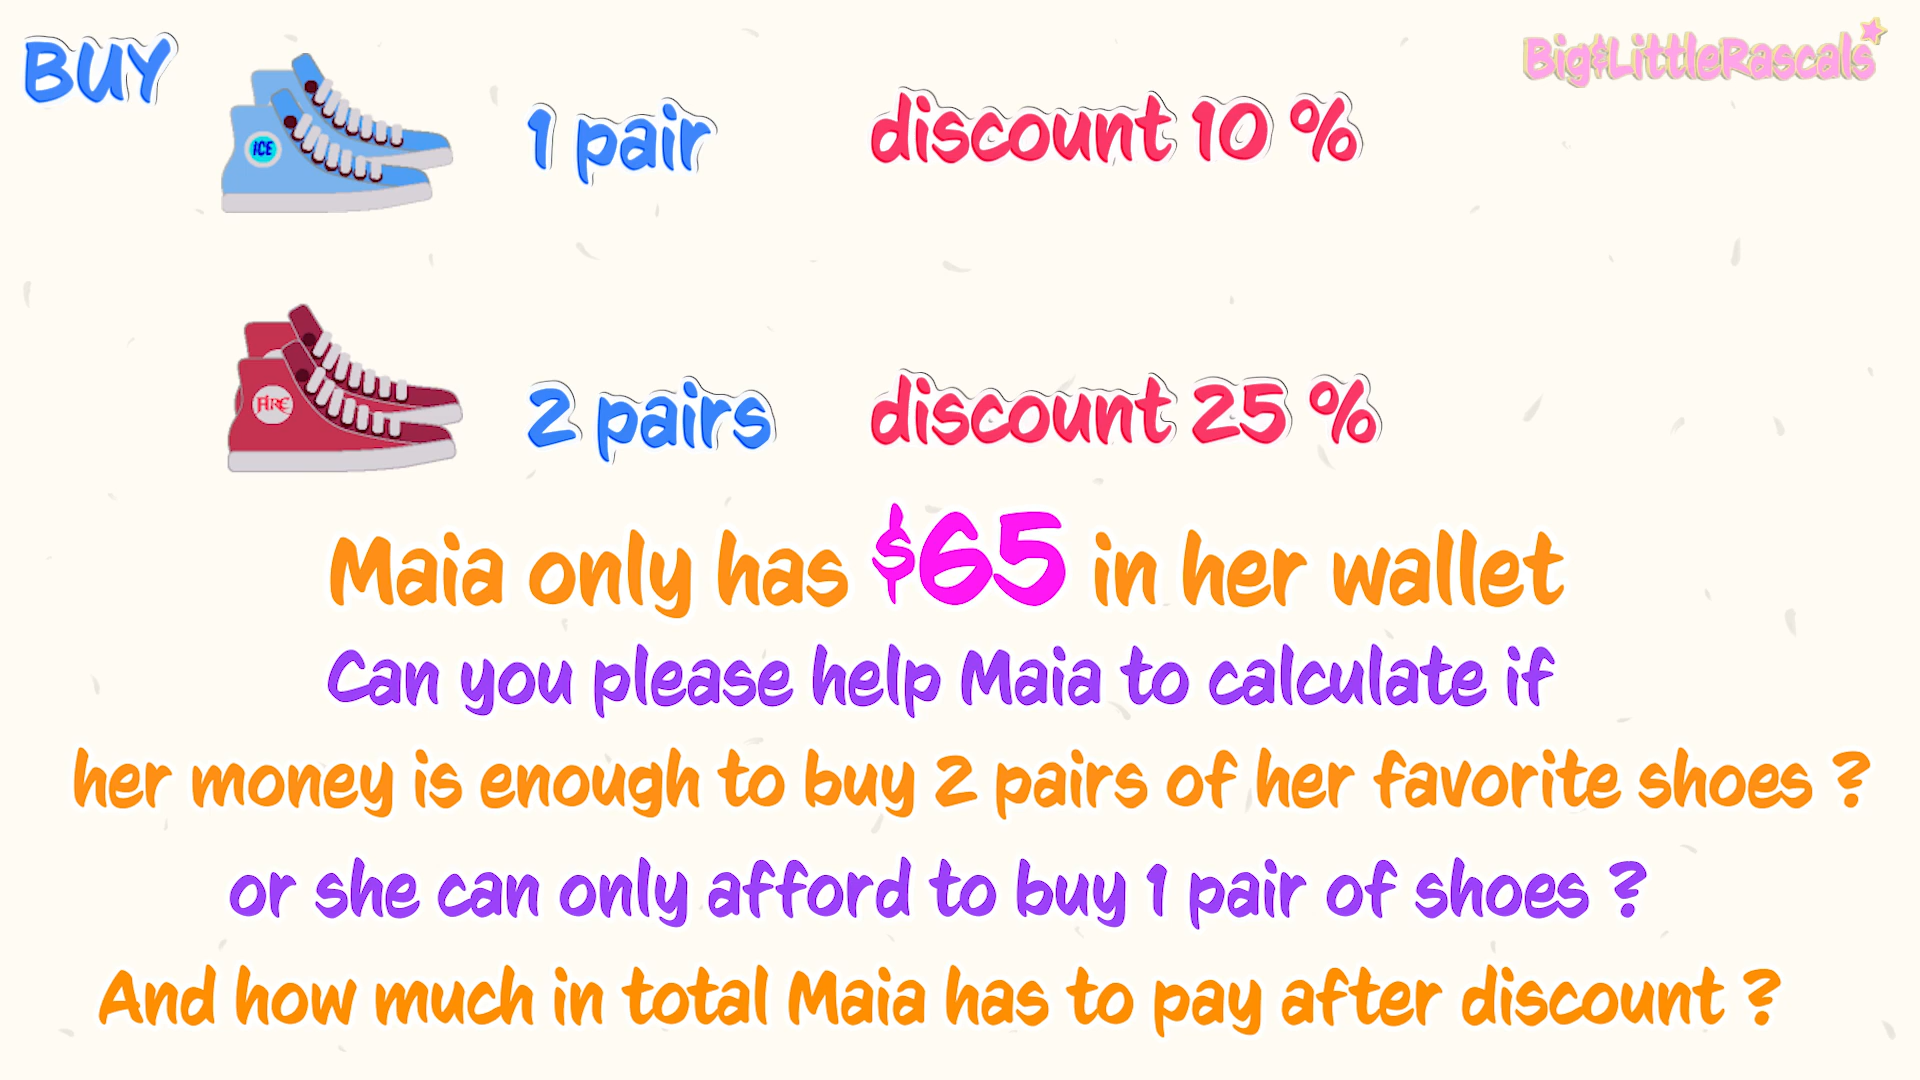 BUY
Big&LittleRascals
ICE
1 pair
discount 10 %
FIRE
2 pairs
discount 25 %
Maia only has $65 in her wallet
Can you please help Maia to calculate if
her money is enough to buy 2 pairs of her favorite shoes ?
or she can only afford to buy 1 pair of shoes ?
And how much in total Maia has to pay after discount ?